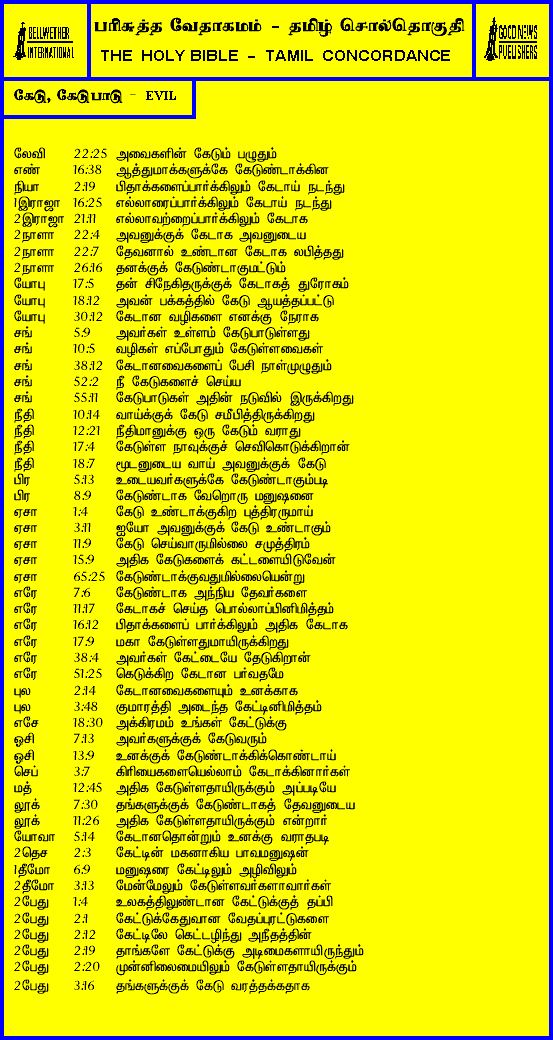 BELLWETHER
INTERNATIONAL
பரிசுத்த வேதாகமம் - தமிழ் சொல்தொகுதி
THE HOLY BIBLE - TAMIL CONCORDANCE
GOOD NEWS
PUBLISHERS
கேடு, கேடுபாடு - EVIL
லேவி 22:25 அவைகளின் கேடும் பழுதும்
எண் 16:38 ஆத்துமாக்களுக்கே கேடுண்டாக்கின
நியா 2:19 பிதாக்களைப்பார்க்கிலும் கேடாய் நடந்து
1இராஜா 16:25 எல்லாரைப்பார்க்கிலும் கேடாய் நடந்து
2இராஜா 21:11 எல்லாவற்றைப்பார்க்கிலும் கேடாக
2நாளா 22:4 அவனுக்குக் கேடாக அவனுடைய
2நாளா 22:7 தேவனால் உண்டான கேடாக லபித்தது
2நாளா 26:16 தனக்குக் கேடுண்டாகுமட்டும்
யோபு 17:5 தன் சிநேகிதருக்குக் கேடாகத் துரோகம்
யோபு 18:12 அவன் பக்கத்தில் கேடு ஆயத்தப்பட்டு
யோபு 30:12 கேடான வழிகளை எனக்கு நேராக
சங் 5:9 அவர்கள் உள்ளம் கேடுபாடுள்ளது
சங் 10:5 வழிகள் எப்போதும் கேடுள்ளவைகள்
சங் 38:12 கேடானவைகளைப் பேசி நாள்முழுதும்
சங் 52:2 நீ கேடுகளைச் செய்ய
சங் 55:11 கேடுபாடுகள் அதின் நடுவில் இருக்கிறது
நீதி 10:14 வாய்க்குக் கேடு சமீபித்திருக்கிறது
நீதி 12:21 நீதிமானுக்கு ஒரு கேடும் வராது
நீதி 17:4 கேடுள்ள நாவுக்குச் செவிகொடுக்கிறான்
நீதி 18:7 மூடனுடைய வாய் அவனுக்குக் கேடு
பிர 5:13 உடையவர்களுக்கே கேடுண்டாகும்படி
பிர 8:9 கேடுண்டாக வேறொரு மனுஷனை
ஏசா 1:4 கேடு உண்டாக்குகிற புத்திரருமாய்
ஏசா 3:11 ஐயோ அவனுக்குக் கேடு உண்டாகும்
ஏசா 11:9 கேடு செய்வாருமில்லை சமுத்திரம்
ஏசா 15:9 அதிக கேடுகளைக் கட்டளையிடுவேன்
ஏசா 65:25 கேடுண்டாக்குவதுமில்லையென்று
எரே 7:6 கேடுண்டாக அந்நிய தேவர்களை
எரே 11:17 கேடாகச் செய்த பொல்லாப்பினிமித்தம்
எரே 16:12 பிதாக்களைப் பார்க்கிலும் அதிக கேடாக
எரே 17:9 மகா கேடுள்ளதுமாயிருக்கிறது
எரே 38:4 அவர்கள் கேட்டையே தேடுகிறான்
எரே 51:25 கெடுக்கிற கேடான பர்வதமே
புல 2:14 கேடானவைகளையும் உனக்காக
புல 3:48 குமாரத்தி அடைந்த கேட்டினிமித்தம்
எசே 18:30 அக்கிரமம் உங்கள் கேட்டுக்கு
ஓசி 7:13 அவர்களுக்குக் கேடுவரும்
ஓசி 13:9 உனக்குக் கேடுண்டாக்கிக்கொண்டாய்
செப் 3:7 கிரியைகளையெல்லாம் கேடாக்கினார்கள்
மத் 12:45 அதிக கேடுள்ளதாயிருக்கும் அப்படியே
லூக் 7:30 தங்களுக்குக் கேடுண்டாகத் தேவனுடைய
லூக் 11:26 அதிக கேடுள்ளதாயிருக்கும் என்றார்
யோவா 5:14 கேடானதொன்றும் உனக்கு வராதபடி
2தெச 2:3 கேட்டின் மகனாகிய பாவமனுஷன்
1தீமோ 6:9 மனுஷரை கேட்டிலும் அழிவிலும்
2தீமோ 3:13 மேன்மேலும் கேடுள்ளவர்களாவார்கள்
2பேது 1:4 உலகத்திலுண்டான கேட்டுக்குத் தப்பி
2பேது 2:1 கேட்டுக்கேதுவான வேதப்புரட்டுகளை
2பேது 2:12 கேட்டிலே கெட்டழிந்து அநீதத்தின்
2பேது 2:19 தாங்களே கேட்டுக்கு அடிமைகளாயிருந்தும்
2பேது 2:20 முன்னிலைமையிலும் கேடுள்ளதாயிருக்கும்
2பேது 3:16 தங்களுக்குக் கேடு வரத்தக்கதாக